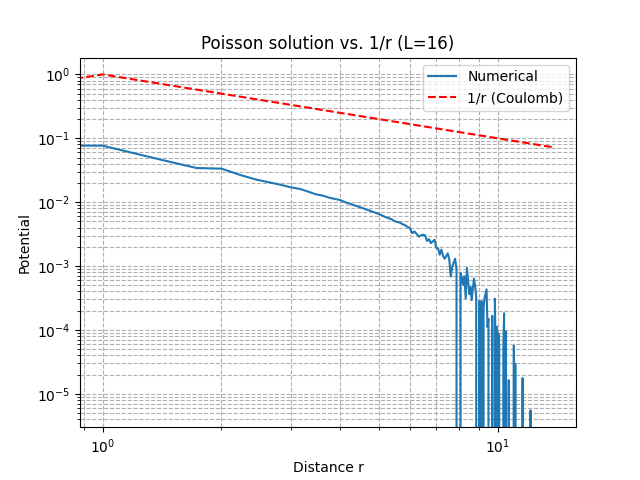 Poisson solution vs. 1/r (L=16)
Numerical
1/r (Coulomb)
10⁰
10⁻¹
10⁻²
10⁻³
10⁻⁴
10⁻⁵
Potential
10⁰ 10¹
Distance r